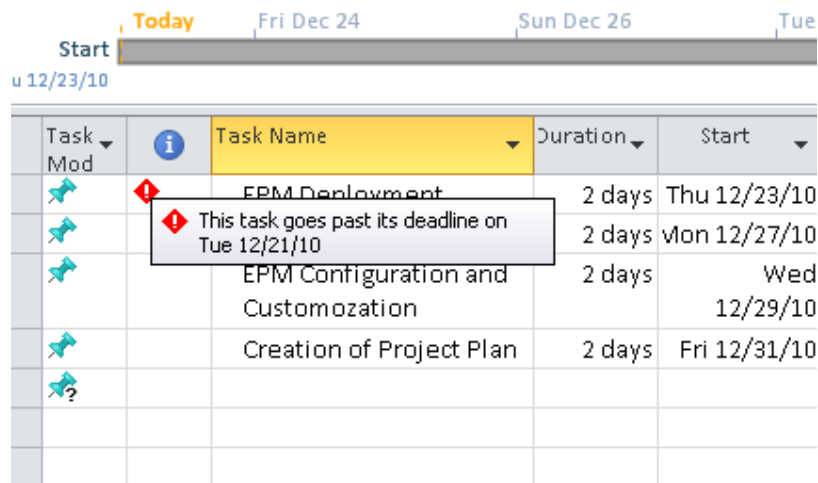 Today Fri Dec 24 Sun Dec 26 Tue
Start
u 12/23/10
Task Mod Task Name Duration Start
EPM Deployment 2 days Thu 12/23/10
This task goes past its deadline on
Tue 12/21/10
2 days Mon 12/27/10
EPM Configuration and 2 days Wed
Customozation 12/29/10
Creation of Project Plan 2 days Fri 12/31/10
?